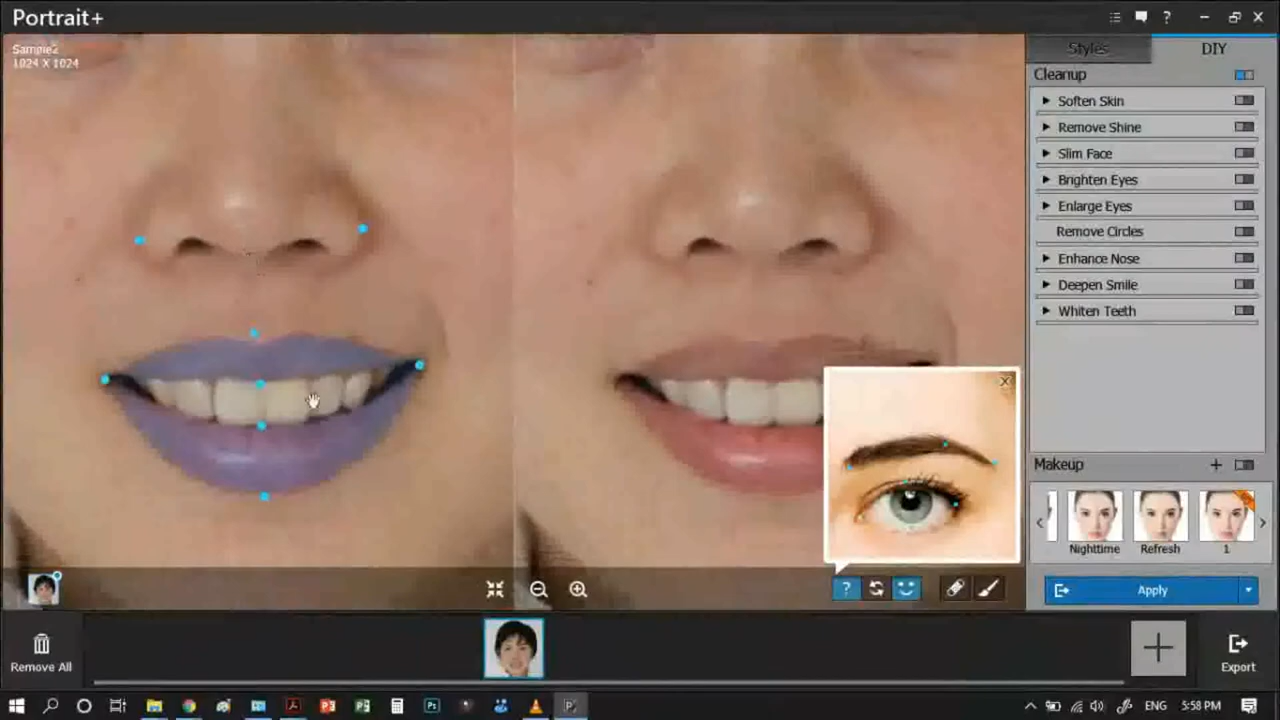 Portrait+
?
Sample2
1024 X 1024
Styles
DIY
Cleanup
Soften Skin
Remove Shine
Slim Face
Brighten Eyes
Enlarge Eyes
Remove Circles
Enhance Nose
Deepen Smile
Whiten Teeth
Makeup
Nighttime
Refresh
1
?
Apply
Remove All
Export
ENG
5:58 PM